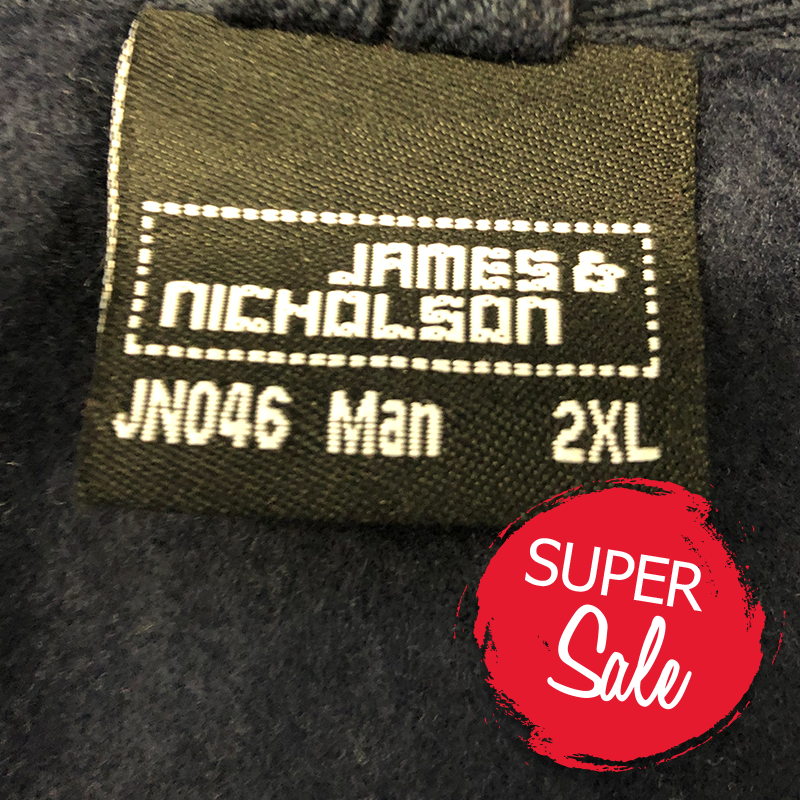 JAMES &
NICHOLSON
JN046 Man 2XL
SUPER
Sale